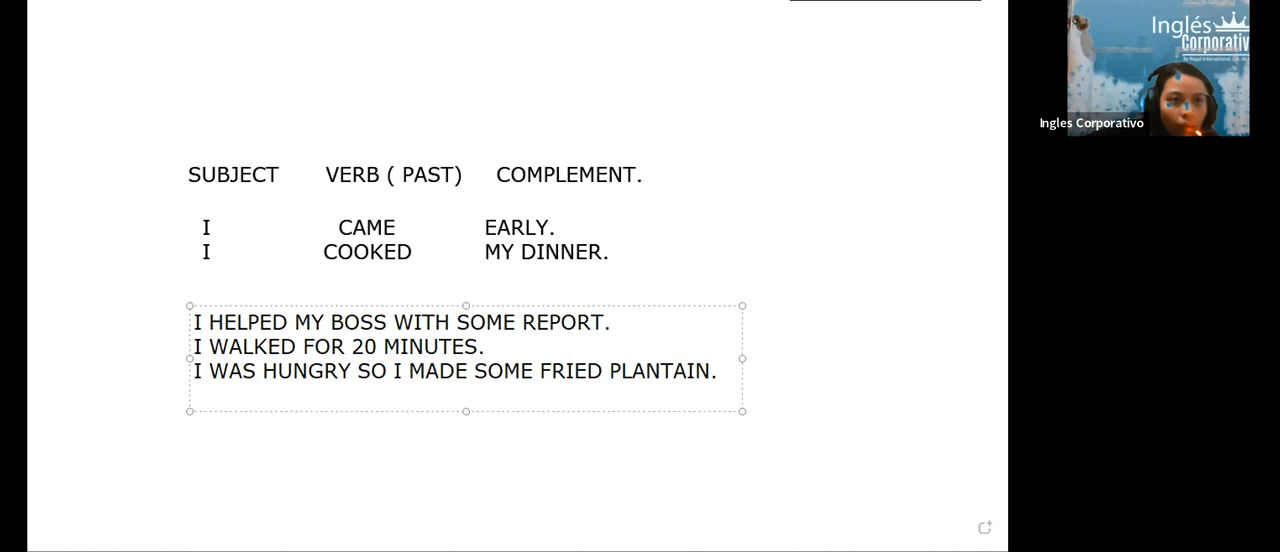 SUBJECT VERB ( PAST) COMPLEMENT.
I CAME EARLY.
I COOKED MY DINNER.
I HELPED MY BOSS WITH SOME REPORT.
I WALKED FOR 20 MINUTES.
I WAS HUNGRY SO I MADE SOME FRIED PLANTAIN.
Inglés
Corporativ
Ingles Corporativo